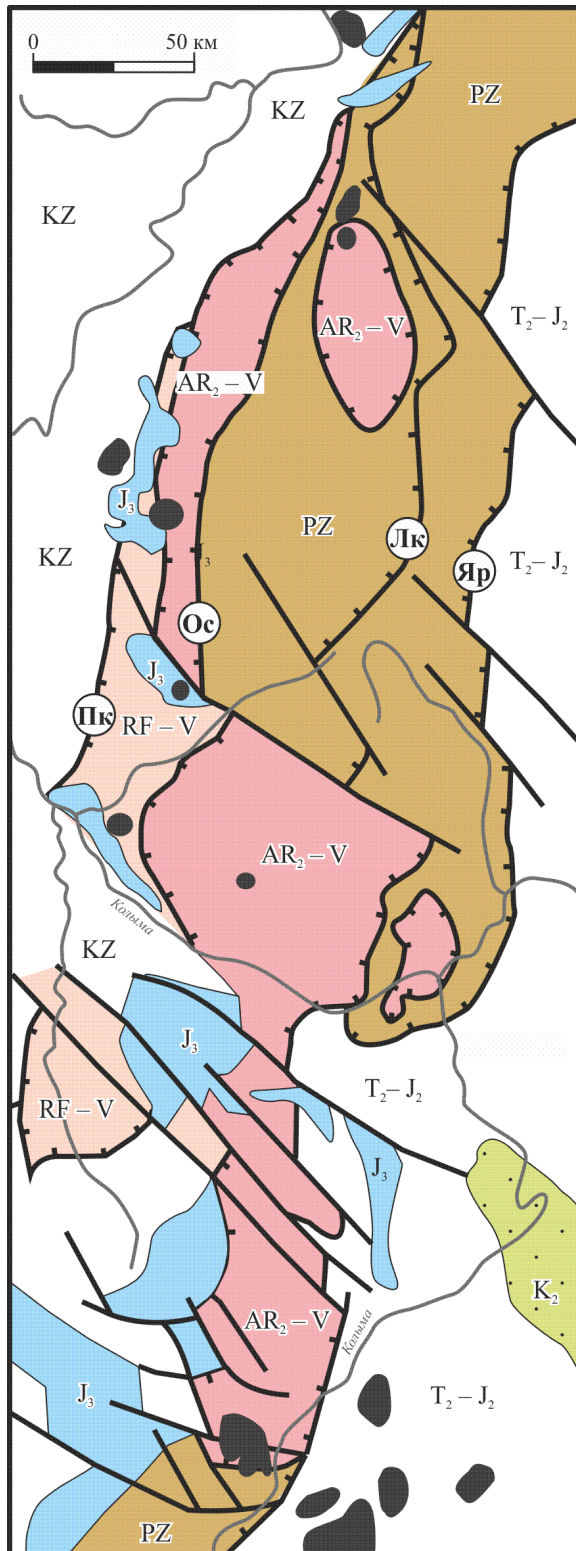 0 50 км
KZ
PZ
KZ
T₂ – J₂
AR₂ – V
AR₂ – V
J₃
PZ
Лк
KZ
J₃
Яр
T₂ – J₂
Ос
J₃
Пк
RF – V
AR₂ – V
Колыма
KZ
J₃
RF – V
T₂ – J₂
J₃
K₂
AR₂ – V
Колыма
J₃
T₂ – J₂
PZ